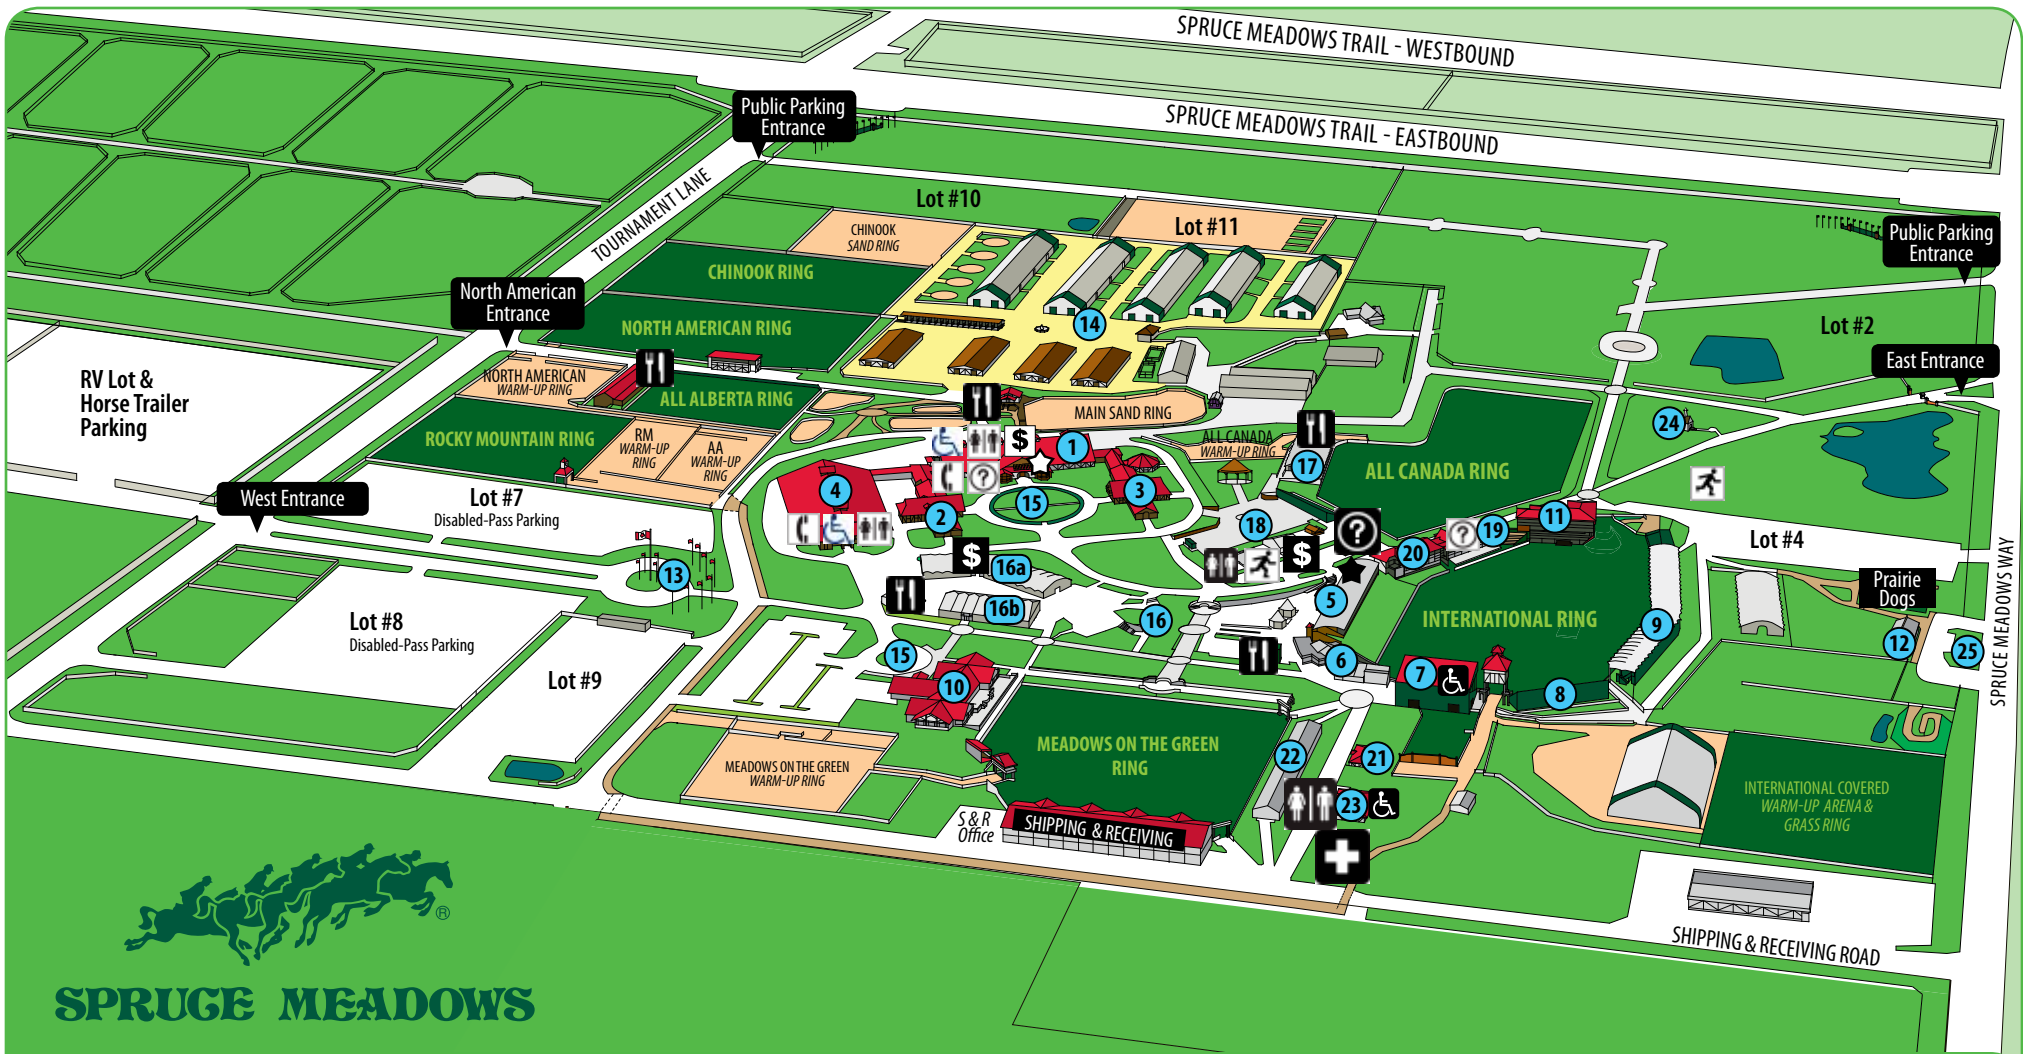 SPRUCE MEADOWS TRAIL - WESTBOUND
SPRUCE MEADOWS TRAIL - EASTBOUND
Public Parking
Entrance
TOURNAMENT LANE
Lot #10
Lot #11
CHINOOK
SAND RING
CHINOOK RING
Public Parking
Entrance
North American
Entrance
NORTH AMERICAN RING
14
Lot #2
East Entrance
RV Lot &
Horse Trailer
Parking
NORTH AMERICAN
WARM-UP RING
ALL ALBERTA RING
MAIN SAND RING
ROCKY MOUNTAIN RING
RM
WARM-UP
RING
AA
WARM-UP
RING
$
1
ALL CANADA
WARM-UP RING
17
ALL CANADA RING
24
?
West Entrance
Lot #7
Disabled-Pass Parking
4
2
15
3
18
?
?
19
11
20
Lot #4
SPRUCE MEADOWS WAY
$
16a
$
13
16b
5
Prairie
Dogs
Lot #8
Disabled-Pass Parking
16
INTERNATIONAL RING
9
12
25
15
6
Lot #9
10
7
8
MEADOWS ON THE GREEN
RING
22
21
MEADOWS ON THE GREEN
WARM-UP RING
23
INTERNATIONAL COVERED
WARM-UP ARENA &
GRASS RING
S & R
Office
SHIPPING & RECEIVING
SHIPPING & RECEIVING ROAD
®
SPRUCE MEADOWS